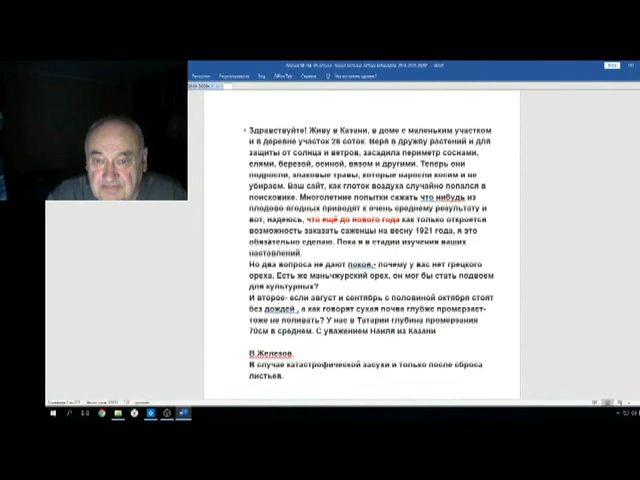 Здравствуйте! Живу в Казани, в доме с маленьким участком
и в деревне участок 28 соток. Веря в дружбу растений и для
защиты от солнца и ветров, засадила периметр соснами,
елями, березой, осиной, вязом и другими. Теперь они
подросли, злаковые травы, которые наросли косим и не
убираем. Ваш сайт, как глоток воздуха случайно попался в
поисковике. Многолетние попытки сажать что нибудь из
плодово-ягодных приводят к очень среднему результату и
вот, надеюсь, что ещё до нового года как только откроется
возможность заказать саженцы на весну 1921 года, я это
обязательно сделаю. Пока я в стадии изучения ваших
наставлений.
Но два вопроса не дают покоя,- почему у вас нет грецкого
ореха. Есть же маньчжурский орех, он мог бы стать подвоем
для культурных?
И второе- если август и сентябрь с половиной октября стоят
без дождей , а как говорят сухая почва глубже промерзает-
тоже не поливать? У нас в Татарии глубина промерзания
70см в среднем. С уважением Наиля из Казани
В.Железов.
В случае катастрофической засухи и только после сброса
листьев.